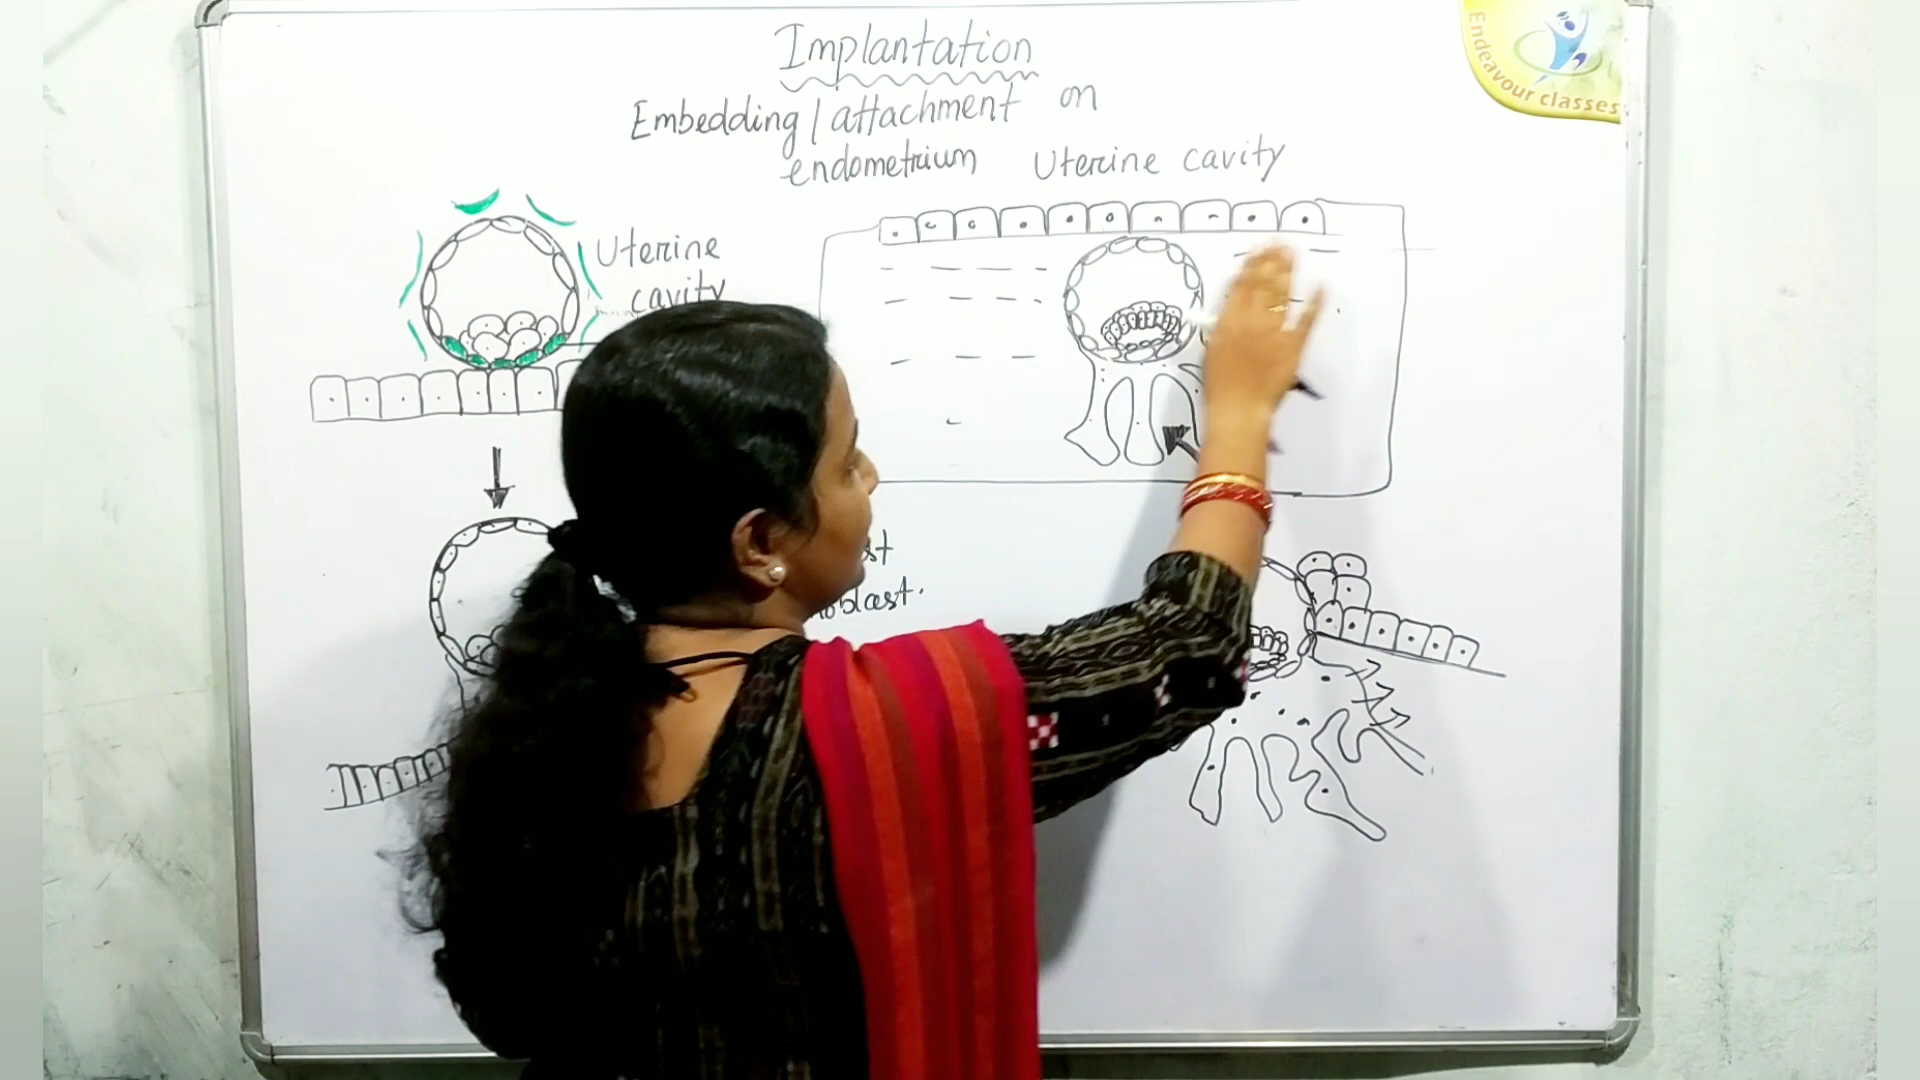 Implantation
Embedding/attachment on
endometrium
Uterine cavity
Uterine
cavity
Endeavour classes